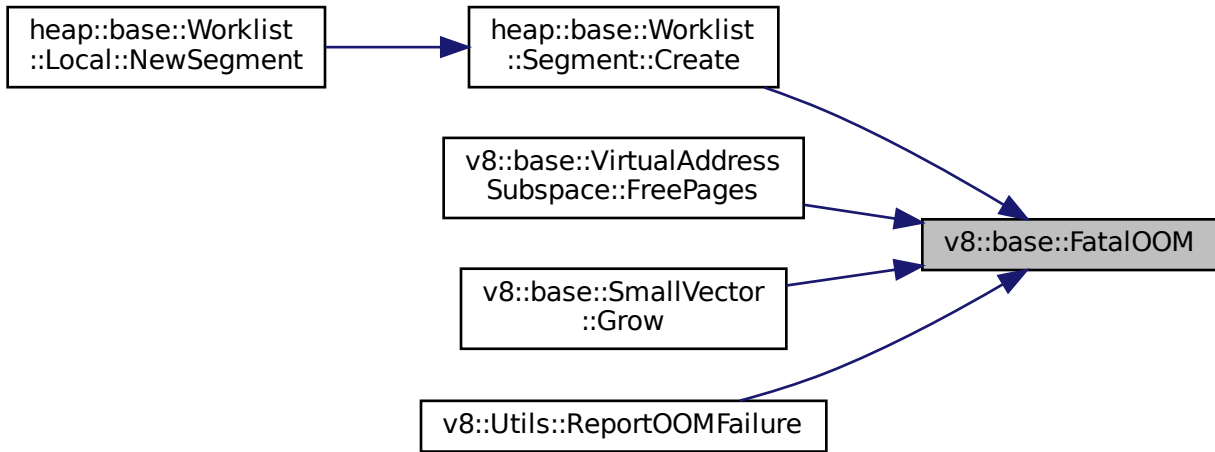 heap::base::Worklist
::Local::NewSegment
heap::base::Worklist
::Segment::Create
v8::base::VirtualAddress
Subspace::FreePages
v8::base::FatalOOM
v8::base::SmallVector
::Grow
v8::Utils::ReportOOMFailure